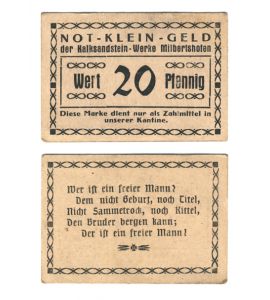 NOT-KLEIN-GELD
der Kalksandstein-Werke Milbertshofen
Wert 20 Pfennig
Diese Marke dient nur als Zahlmittel in
unserer Kantine.
Wer ist ein freier Mann?
Dem nicht Geburt, noch Titel,
Nicht Sammetrock, noch Kittel,
Den Bruder bergen kann;
Der ist ein freier Mann!